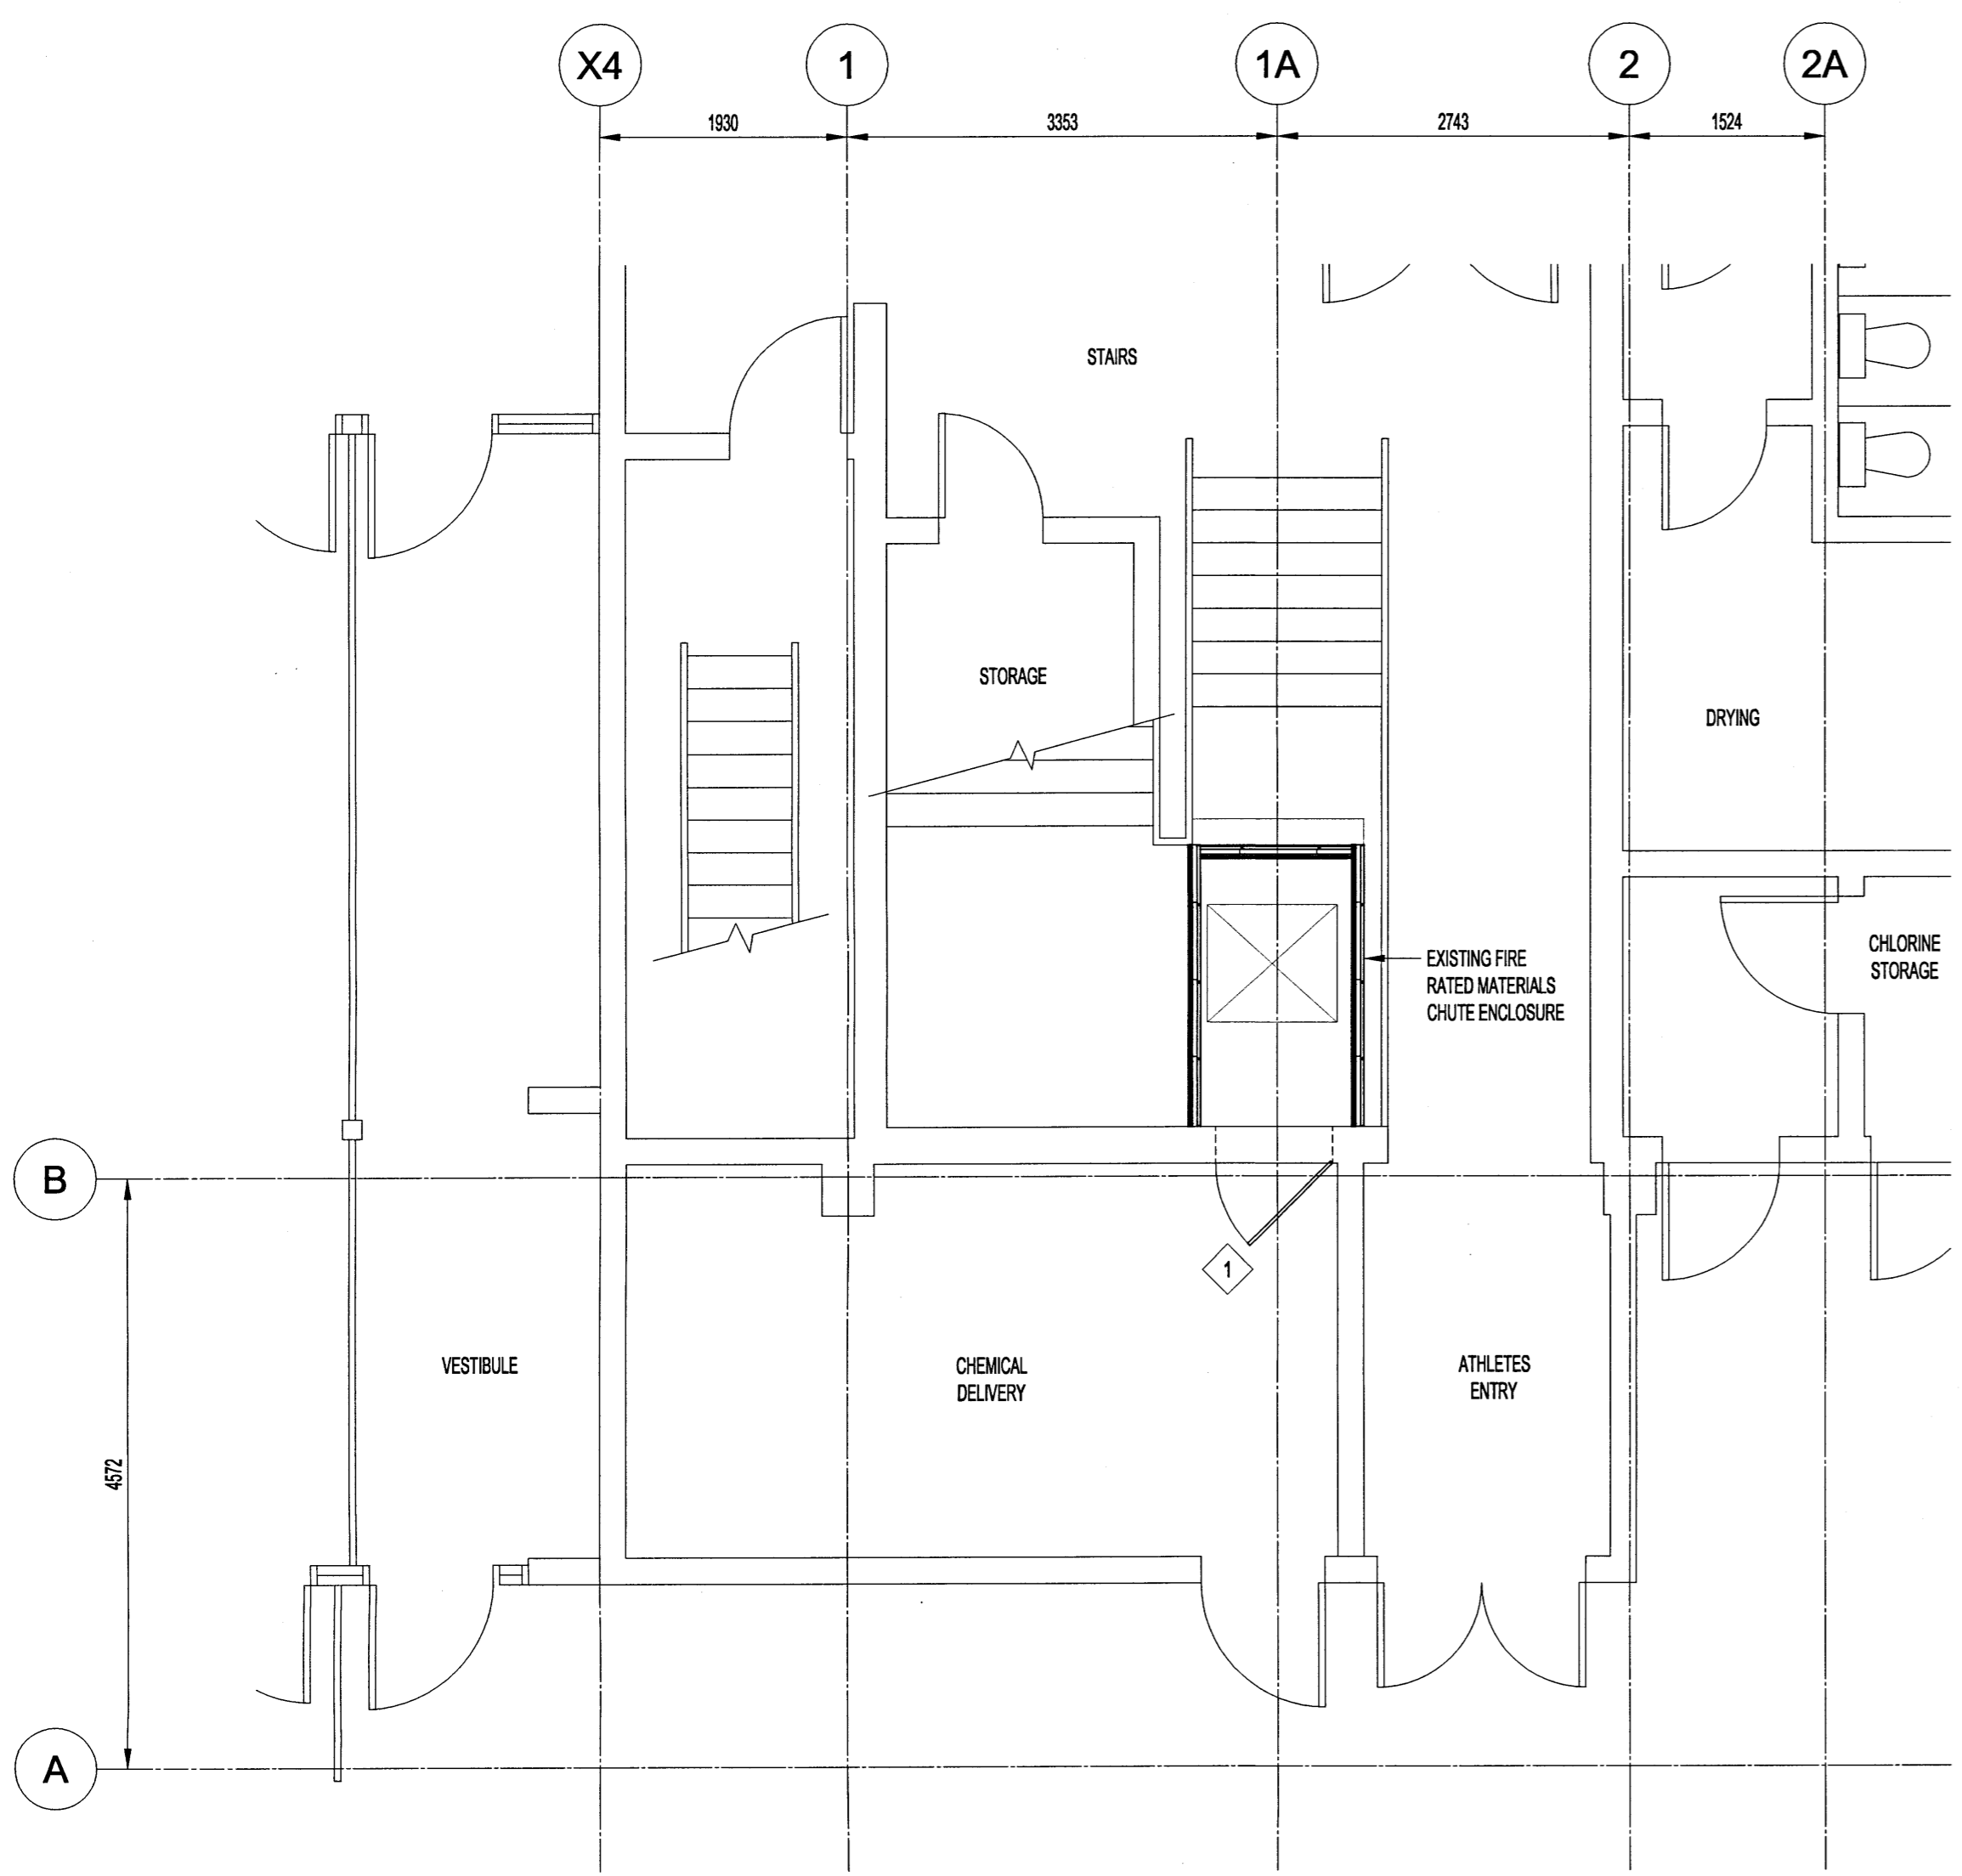 X4 1 1A 2 2A
1930 3353 2743 1524
STAIRS
STORAGE
DRYING
EXISTING FIRE
RATED MATERIALS
CHUTE ENCLOSURE
CHLORINE
STORAGE
B
1
VESTIBULE
CHEMICAL
DELIVERY
ATHLETES
ENTRY
4572
A